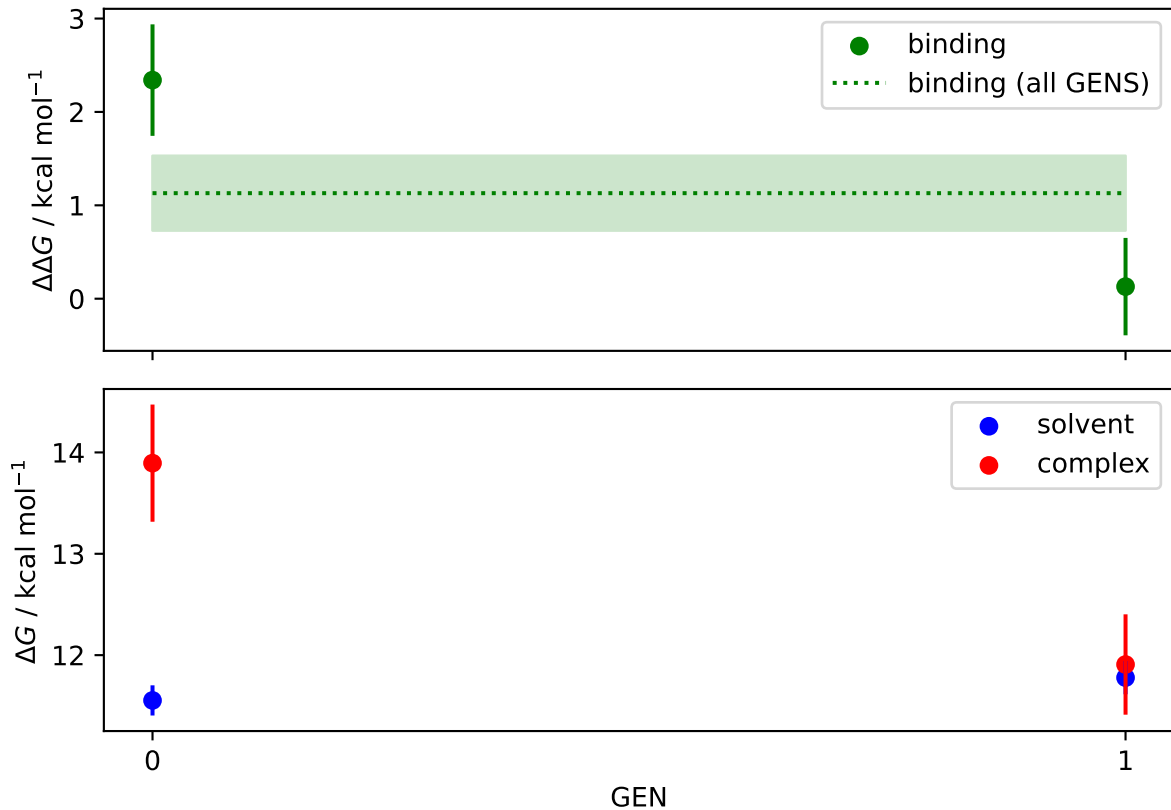 3
2
1
0
ΔΔG / kcal mol⁻¹
binding
binding (all GENS)
14
13
12
ΔG / kcal mol⁻¹
solvent
complex
0 1
GEN